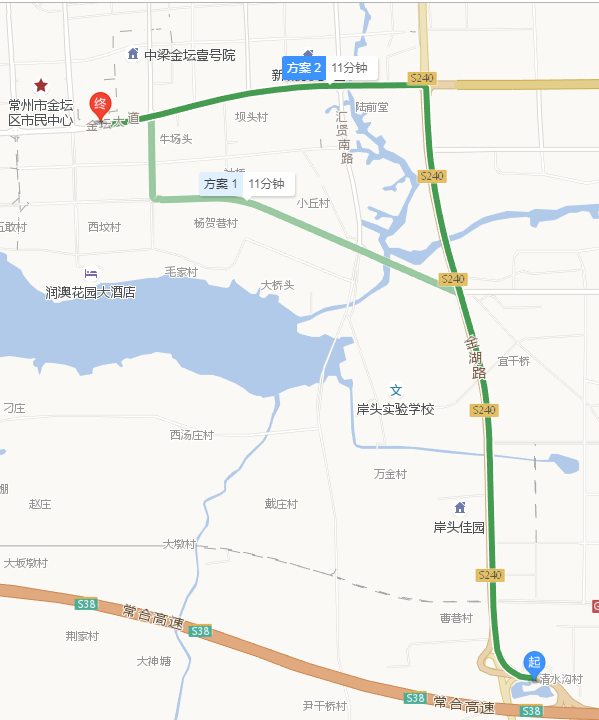 中梁金坛壹号院
方案 2 11分钟
S240
常州市金坛
区市民中心
终
金坛大道
坝头村
陆前堂
汇贤南路
牛场头
方案 1 11分钟
S240
小丘村
五敢村
西坟村
杨贺巷村
毛家村
S240
润澳花园大酒店
大桥头
金湖路
宜干桥
文
岸头实验学校
刁庄
S240
西汤庄村
万金村
棚
赵庄
戴庄村
岸头佳园
大墩村
大坂墩村
S240
S38
常合高速
S38
曹巷村
荆家村
大神塘
起
清水沟村
S38
常合高速
S38
尹干桥村